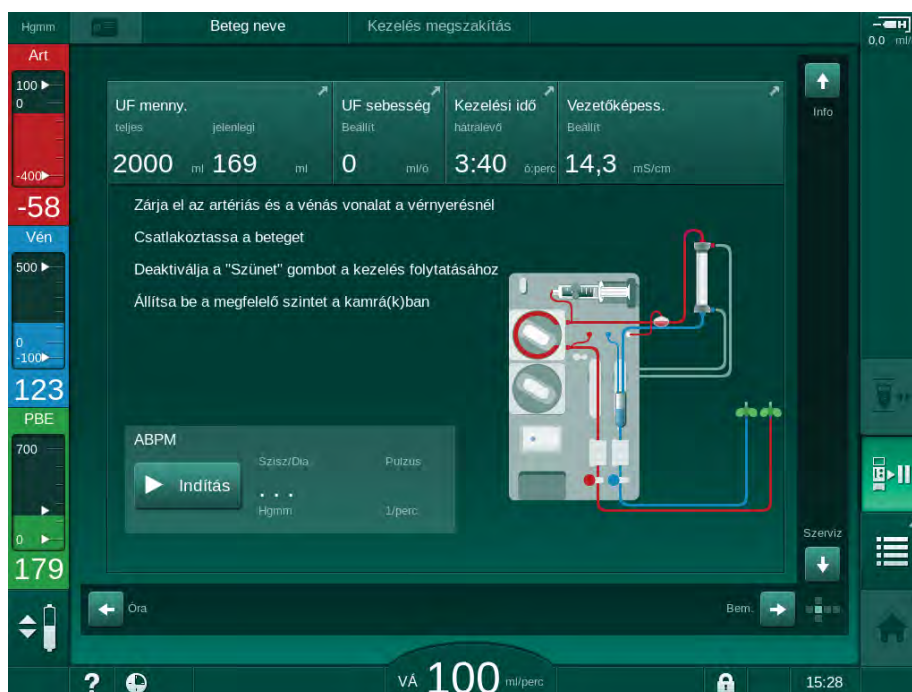 Hgmm
Beteg neve
Kezelés megszakítás
0,0 ml/
Art
100
0
-400
-58
Vén
500
0
-100
123
PBE
700
0
179
UF menny.
teljes jelenlegi
2000 ml 169 ml
UF sebesség
Beállít
0 ml/ó
Kezelési idő
hátralévő
3:40 ó:perc
Vezetőképess.
Beállít
14,3 mS/cm
Info
Zárja el az artériás és a vénás vonalat a vérnyerésnél
Csatlakoztassa a beteget
Deaktiválja a "Szünet" gombot a kezelés folytatásához
Állítsa be a megfelelő szintet a kamrá(k)ban
ABPM
Szisz/Dia Pulzus
Indítás
. . .
Hgmm 1/perc
Szerviz
Óra
Bem.
?
VÁ 100 ml/perc
15:28